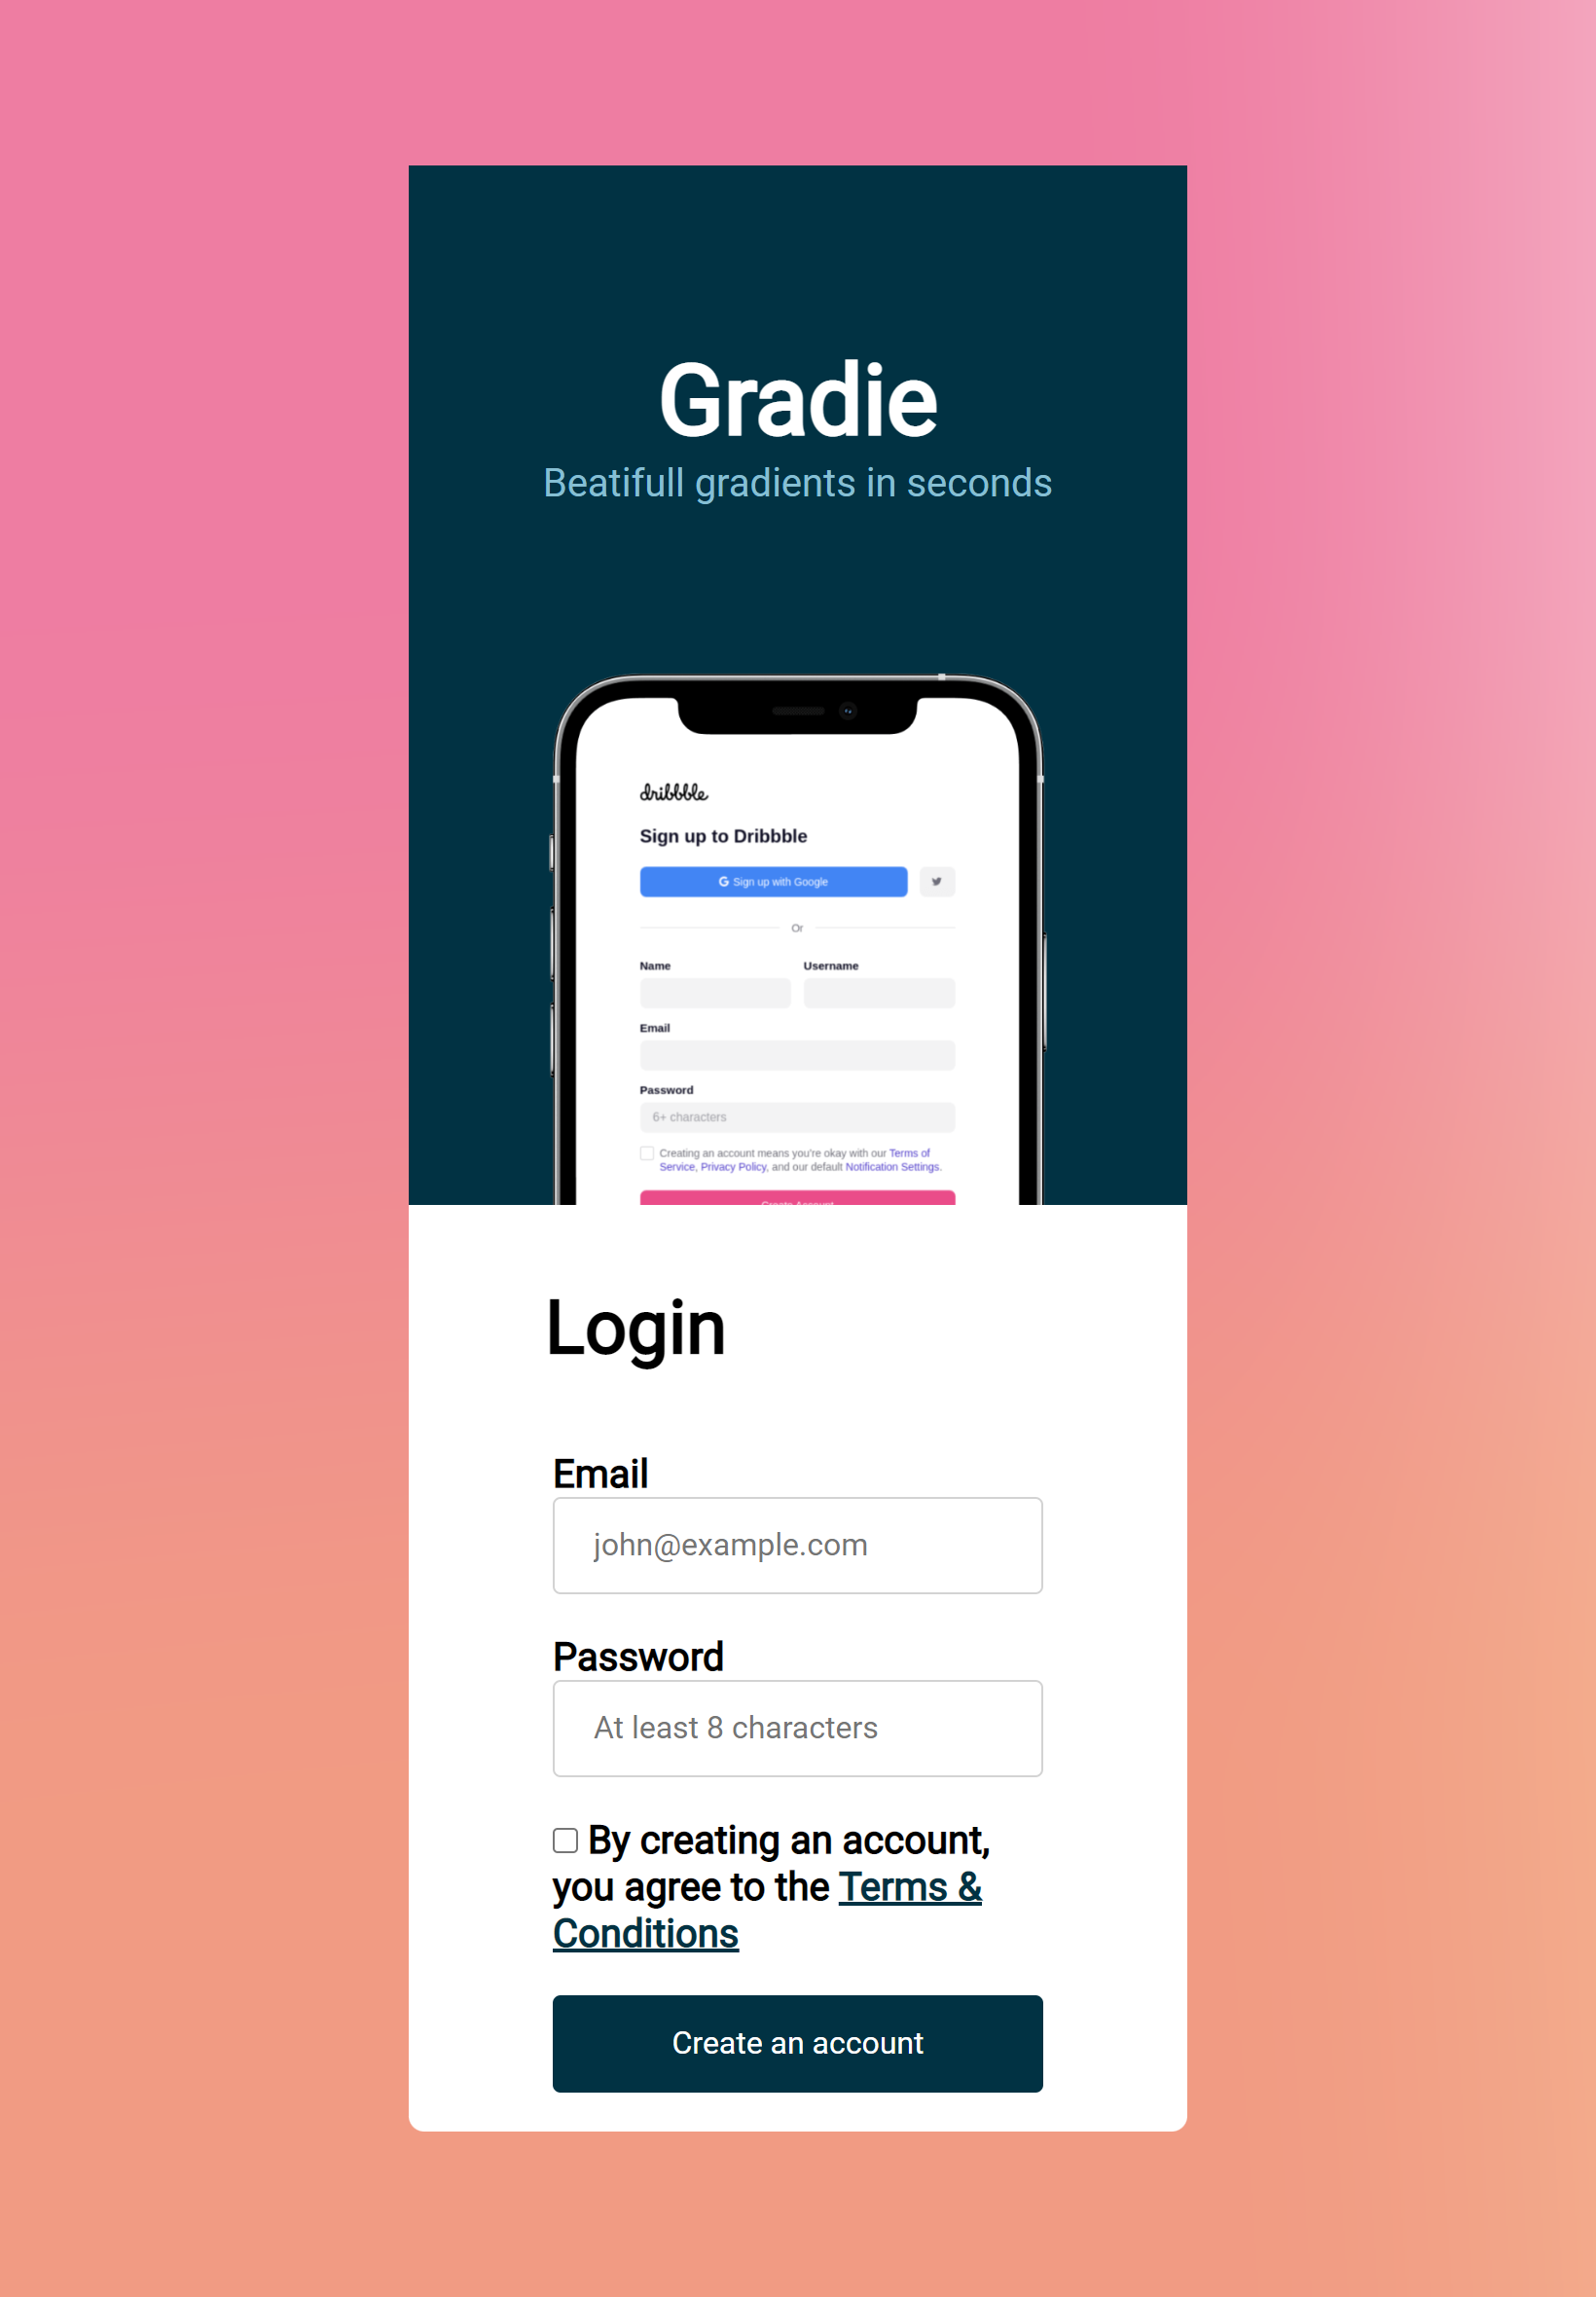 Gradie
Beatifull gradients in seconds
dribbble
Sign up to Dribbble
Sign up with Google
Or
Name Username
Email
Password
6+ characters
Creating an account means you're okay with our Terms of
Service, Privacy Policy, and our default Notification Settings.
Create Account
Login
Email
john@example.com
Password
At least 8 characters
By creating an account,
you agree to the Terms &
Conditions
Create an account